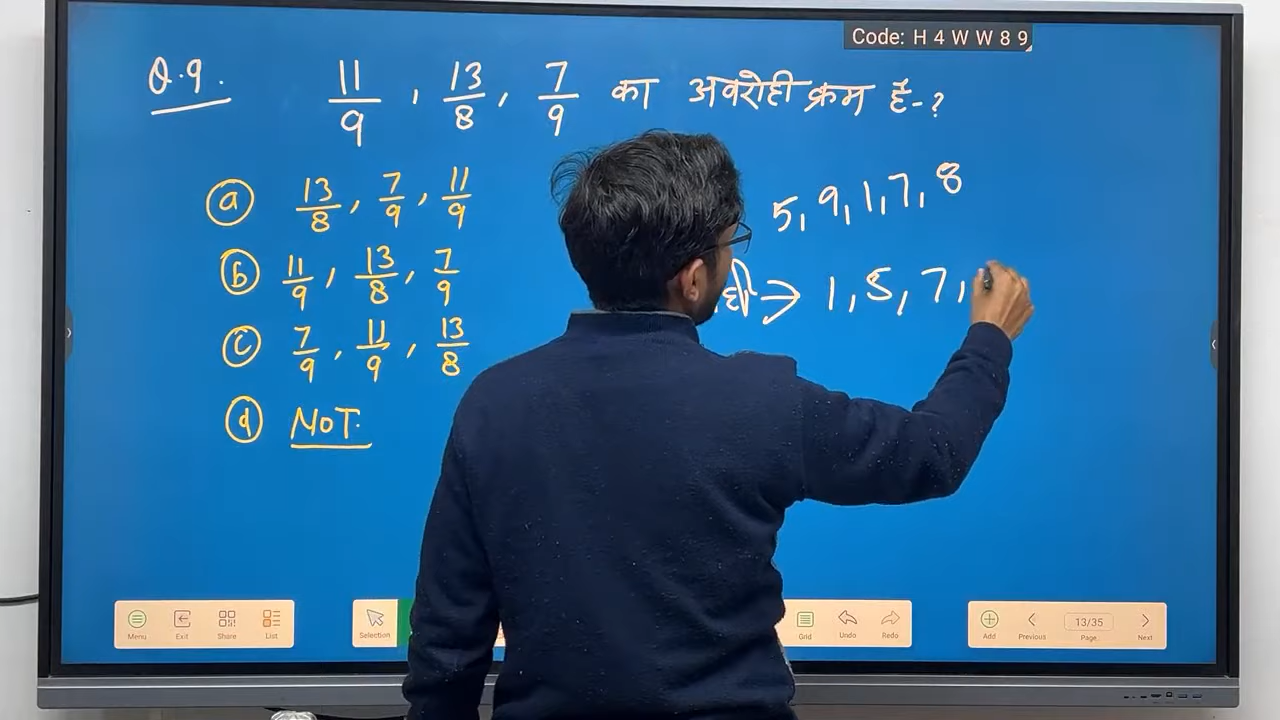 Code: H 4 W W 8 9
Q.9. 11/9, 13/8, 7/9 का अवरोही क्रम है-?
(a) 13/8, 7/9, 11/9
(b) 11/9, 13/8, 7/9
(c) 7/9, 11/9, 13/8
(d) NOT.
5, 9, 1, 7, 8
→ 1, 5, 7,
Menu Exit Share List Selection Grid Undo Redo Add Previous 13/35 Page Next